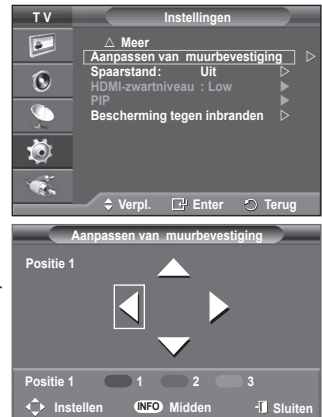 TV Instellingen
△ Meer
Aanpassen van muurbevestiging
Spaarstand: Uit
HDMI-zwartniveau : Low
PIP
Bescherming tegen inbranden
Verpl. Enter Terug
Aanpassen van muurbevestiging
Positie 1
Positie 1 1 2 3
Instellen INFO Midden Sluiten